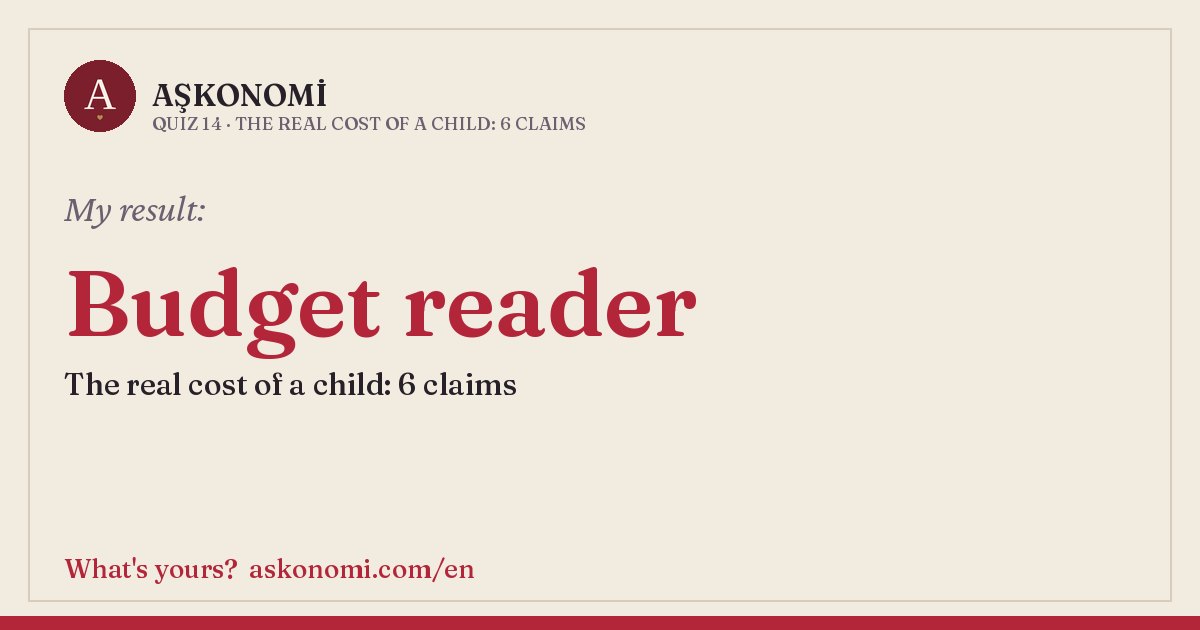 A
AŞKONOMİ
QUIZ 14 · THE REAL COST OF A CHILD: 6 CLAIMS
My result:
Budget reader
The real cost of a child: 6 claims
What's yours? askonomi.com/en